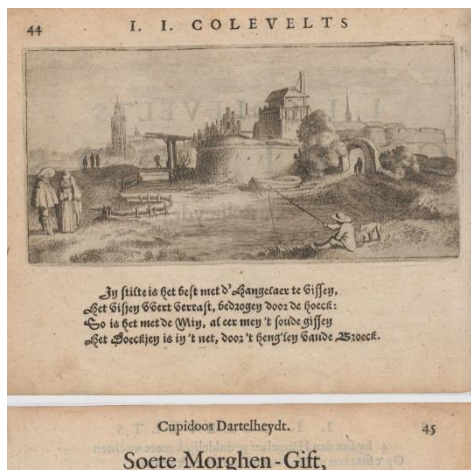 44
I. I. COLEVELTS
In stilte is het best met d'Hangelaer te vissen,
Het visjen wert verrast, bedrogen door de hoeck:
So is het met de Min, al eer men 't soude gissen
Het Doeckjen is in 't net, door 't heng'len vande Broeck.
Cupidoos Dartelheydt.
45
Soete Morghen-Gift,